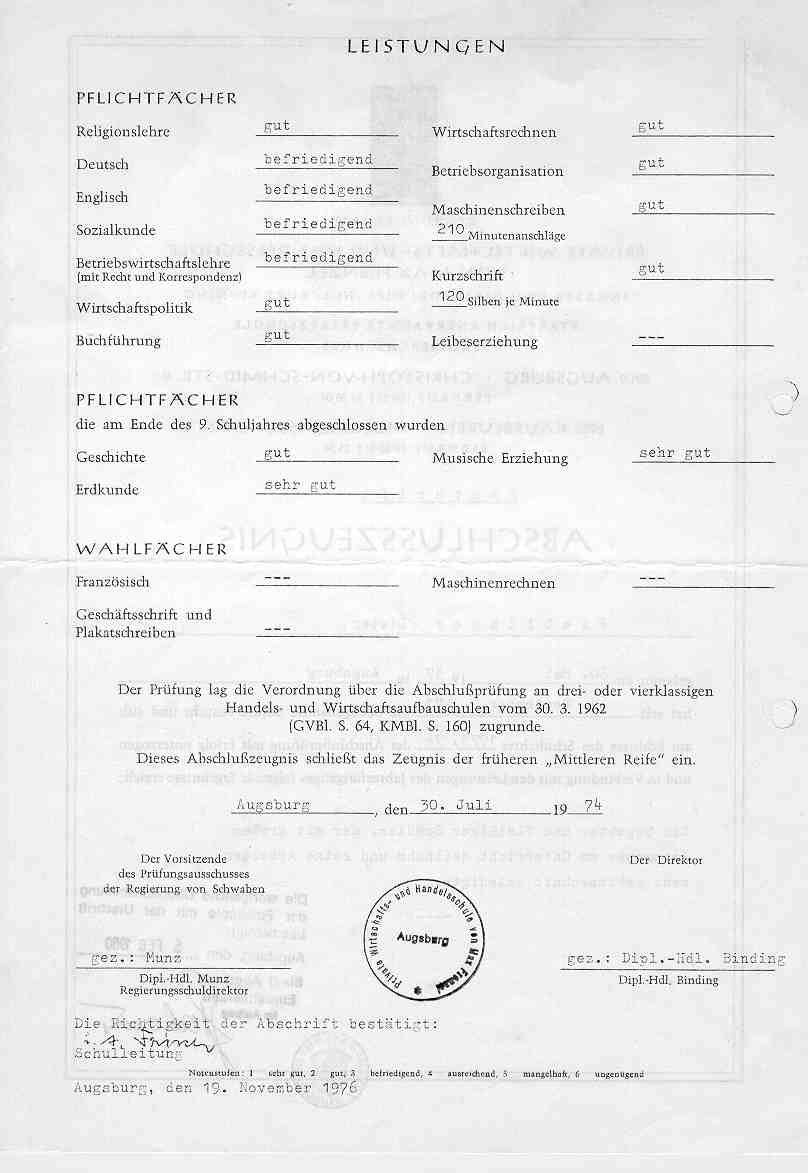 LEISTUNGEN
PFLICHTFÄCHER
Religionslehre gut
Deutsch befriedigend
Englisch befriedigend
Sozialkunde befriedigend
Betriebswirtschaftslehre befriedigend
(mit Recht und Korrespondenz)
Wirtschaftspolitik gut
Buchführung gut
Wirtschaftsrechnen gut
Betriebsorganisation gut
Maschinenschreiben gut
210 Minutenanschläge
Kurzschrift gut
120 Silben je Minute
Leibeserziehung ---
PFLICHTFÄCHER
die am Ende des 9. Schuljahres abgeschlossen wurden
Geschichte gut
Erdkunde sehr gut
Musische Erziehung sehr gut
WAHLFÄCHER
Französisch ---
Geschäftsschrift und
Plakatschreiben ---
Maschinenrechnen ---
Der Prüfung lag die Verordnung über die Abschlußprüfung an drei- oder vierklassigen
Handels- und Wirtschaftsaufbauschulen vom 30. 3. 1962
(GVBl. S. 64, KMBl. S. 160) zugrunde.
Dieses Abschlußzeugnis schließt das Zeugnis der früheren „Mittleren Reife" ein.
Augsburg, den 30. Juli 1974
Der Vorsitzende
des Prüfungsausschusses
der Regierung von Schwaben
gez.: Munz
Dipl.-Hdl. Munz
Regierungsschuldirektor
Private Wirtschafts- und Handelsschule von Max
Augsburg
Der Direktor
gez.: Dipl.-Hdl. Binding
Dipl.-Hdl. Binding
Die Richtigkeit der Abschrift bestätigt:
i. A.
Schulleitung
Notenstufen: 1 sehr gut, 2 gut, 3 befriedigend, 4 ausreichend, 5 mangelhaft, 6 ungenügend
Augsburg, den 19. November 1976